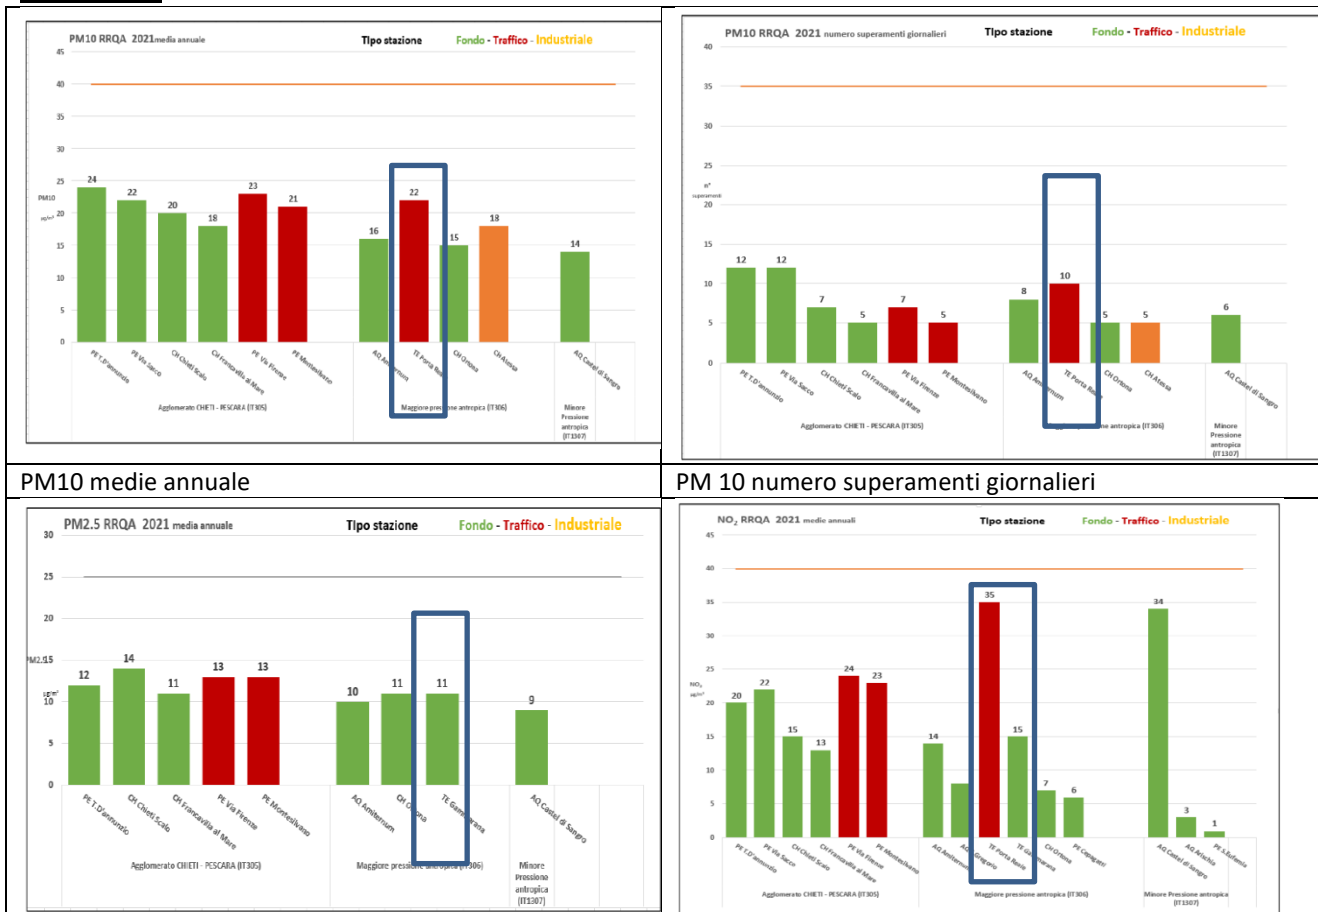 PM10 RRQA 2021 media annuale
TIpo stazione
Fondo - Traffico - Industriale
45
40
35
30
25
20
15
10
5
0
PM10
µg/m³
24
22
20
18
23
21
16
22
15
18
14
PE T.D'annunzio
PE Via Sacco
CH Chieti Scalo
CH Francavilla al Mare
PE Via Firenze
PE Montesilvano
AQ Amiternum
TE Porta Reale
CH Ortona
CH Atessa
AQ Castel di Sangro
Agglomerato CHIETI - PESCARA (IT305)
Maggiore pressione antropica (IT306)
Minore
Pressione
antropica
(IT1307)
PM10 RRQA 2021 numero superamenti giornalieri
TIpo stazione
Fondo - Traffico - Industriale
40
35
30
25
20
15
10
5
0
N°
superamenti
12
12
7
5
7
5
8
10
5
5
6
PE T.D'annunzio
PE Via Sacco
CH Chieti Scalo
CH Francavilla al Mare
PE Via Firenze
PE Montesilvano
AQ Amiternum
TE Porta Reale
CH Ortona
CH Atessa
AQ Castel di Sangro
Agglomerato CHIETI - PESCARA (IT305)
Maggiore pressione antropica (IT306)
Minore
Pressione
antropica
(IT1307)
PM10 medie annuale
PM 10 numero superamenti giornalieri
PM2.5 RRQA 2021 media annuale
TIpo stazione
Fondo - Traffico - Industriale
30
25
20
15
10
5
0
PM2.5
µg/m³
12
14
11
13
13
10
11
11
9
PE T.D'annunzio
CH Chieti Scalo
CH Francavilla al Mare
PE Via Firenze
PE Montesilvano
AQ Amiternum
CH Ortona
TE Gammarana
AQ Castel di Sangro
Agglomerato CHIETI - PESCARA (IT305)
Maggiore pressione antropica (IT306)
Minore
Pressione
antropica
(IT1307)
NO₂ RRQA 2021 medie annuali
TIpo stazione
Fondo - Traffico - Industriale
45
40
35
30
25
20
15
10
5
0
NO₂
µg/m³
20
22
15
13
24
23
14
35
15
7
6
34
3
1
PE T.D'annunzio
PE Via Sacco
CH Chieti Scalo
CH Francavilla al Mare
PE Via Firenze
PE Montesilvano
AQ Amiternum
Gregorio
TE Porta Reale
TE Gammarana
CH Ortona
PE Cepagatti
AQ Castel di Sangro
AQ Arischia
PE S.Eufemia
Agglomerato CHIETI - PESCARA (IT305)
Maggiore pressione antropica (IT306)
Minore Pressione antropica
(IT1307)